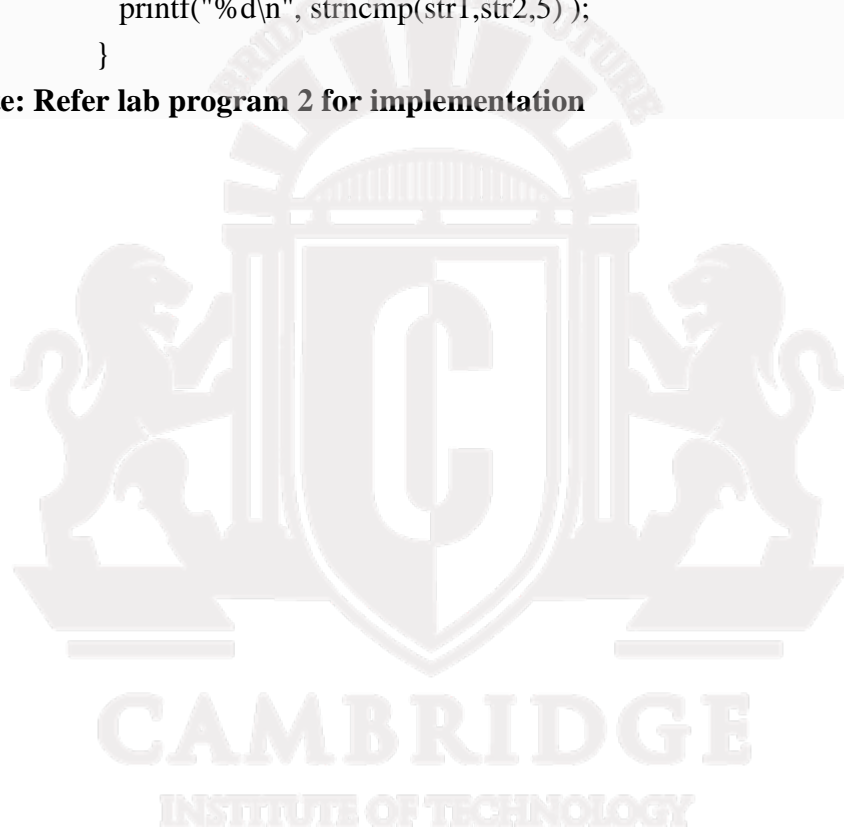 printf("%d\n", strncmp(str1,str2,5) );
}
e: Refer lab program 2 for implementation
CAMBRIDGE
INSTITUTE OF TECHNOLOGY